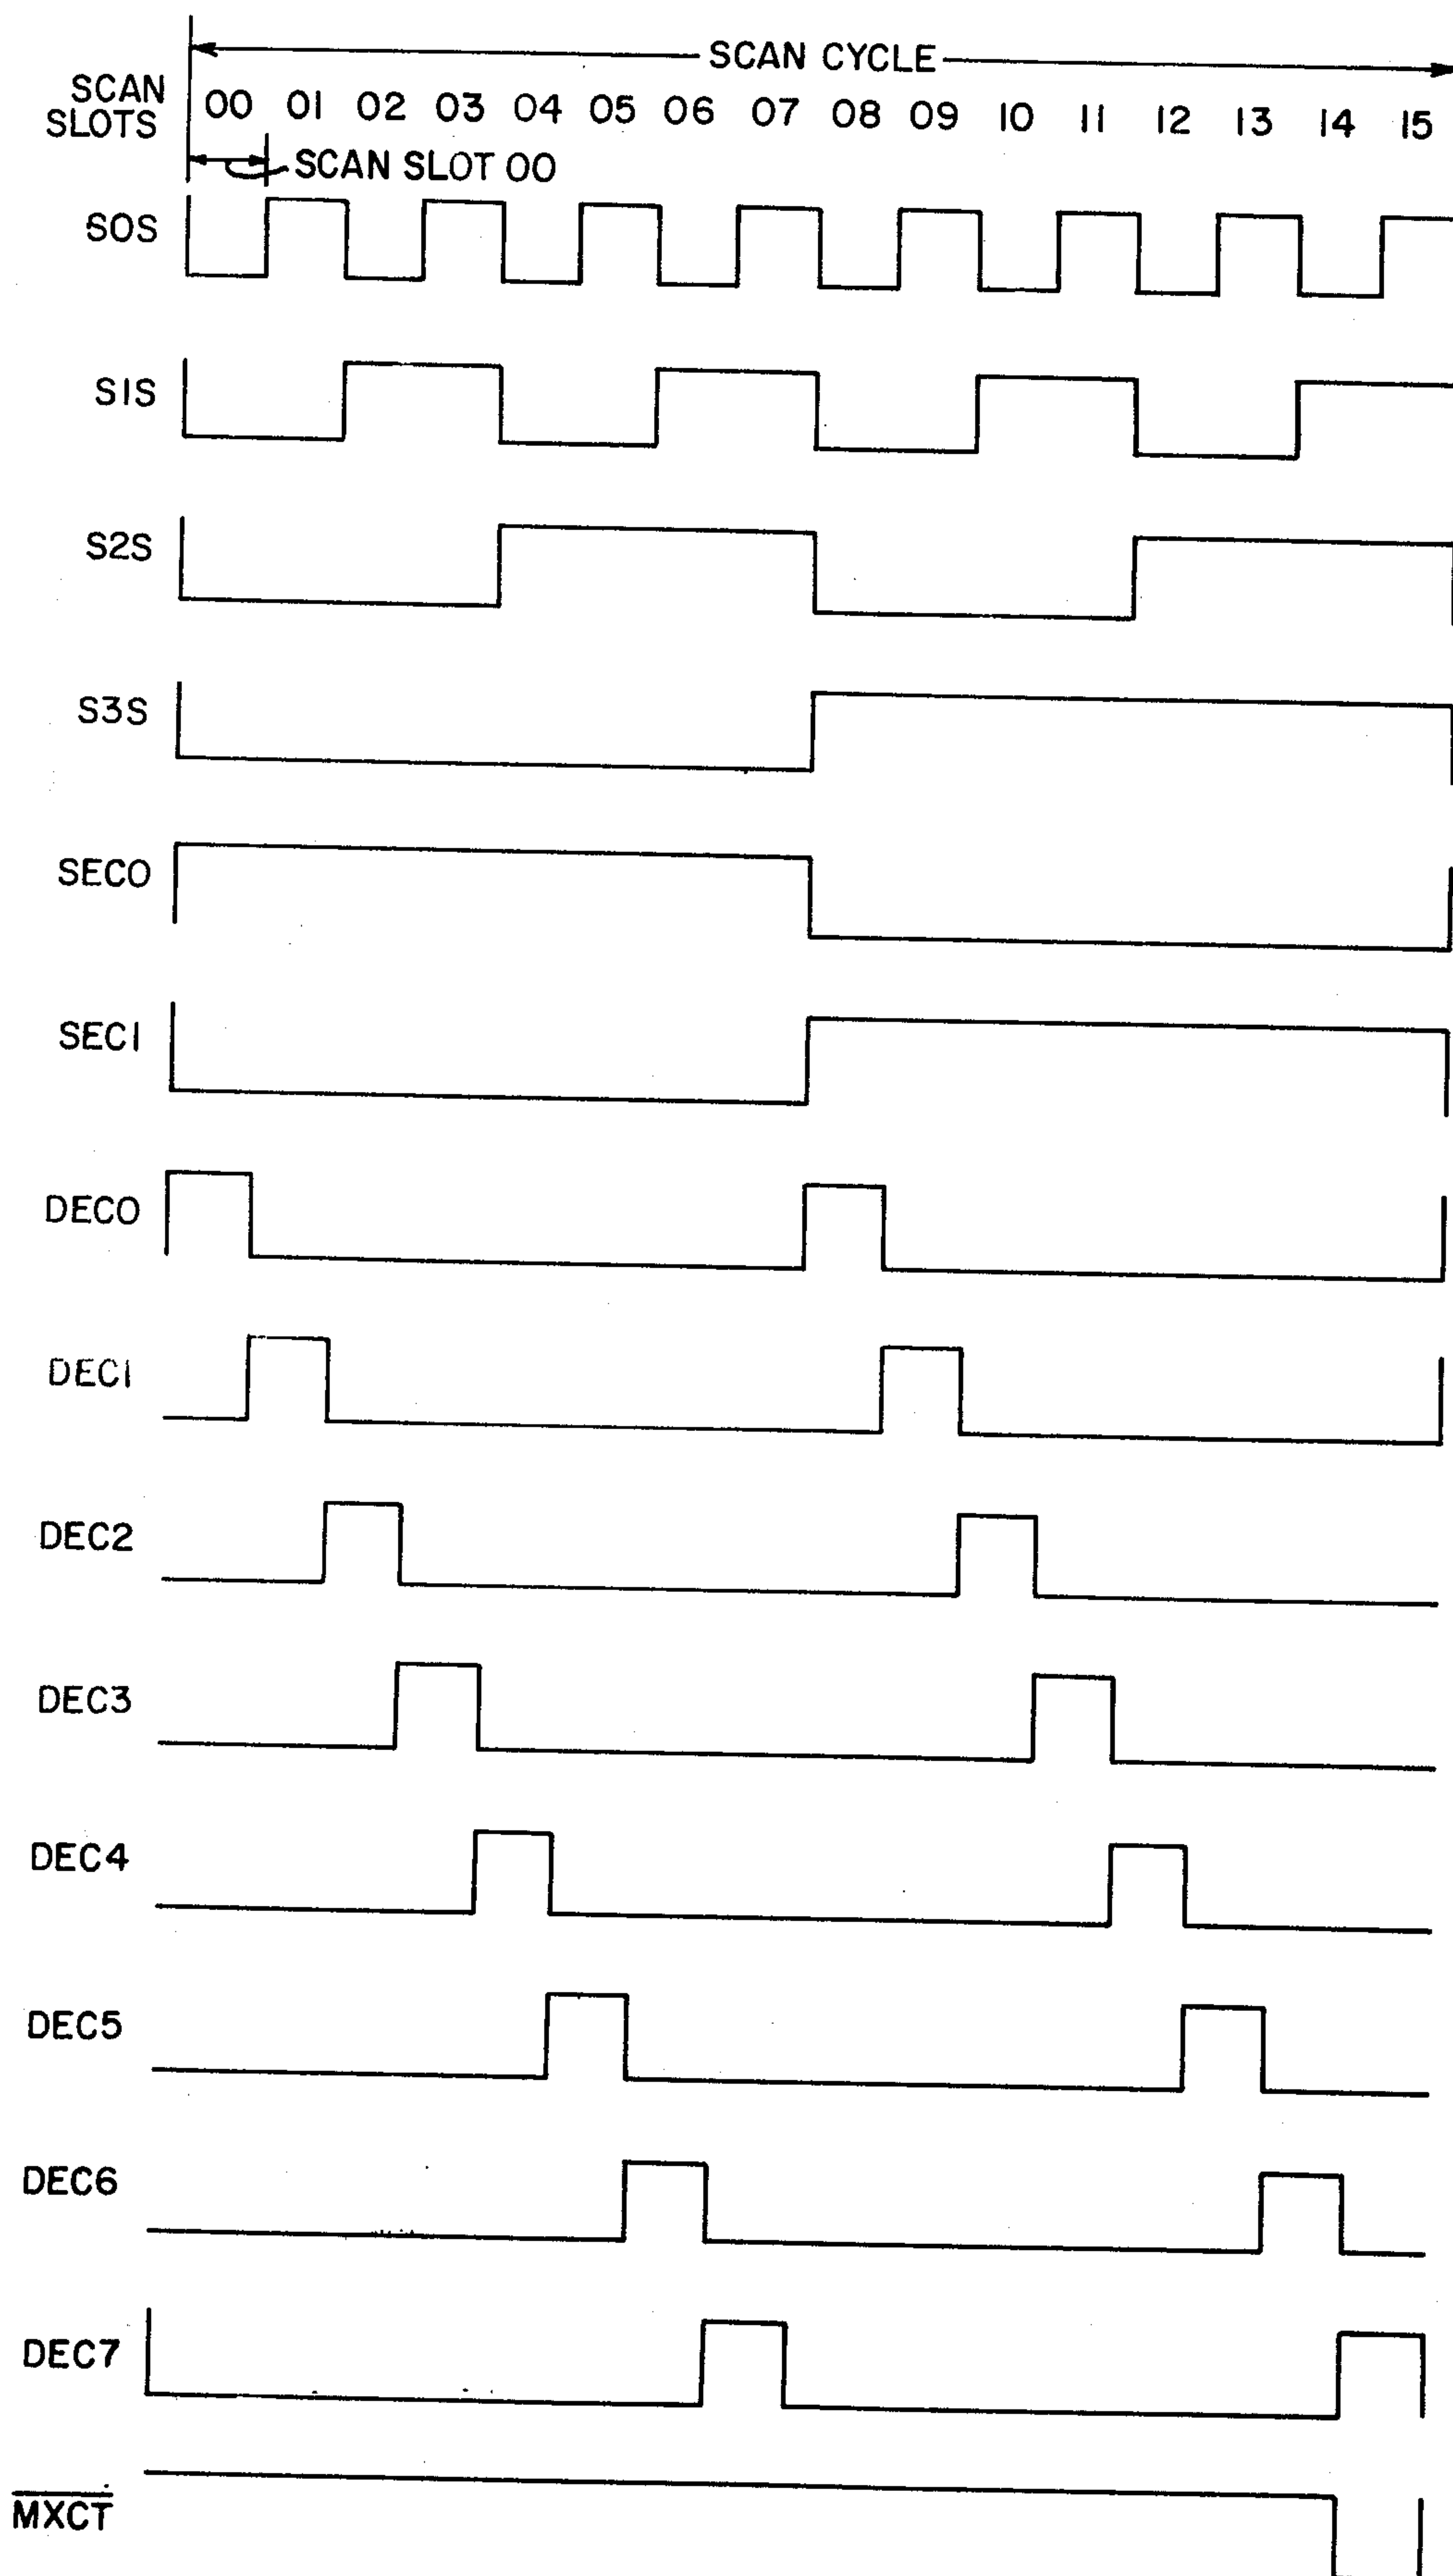 SCAN CYCLE
SCAN SLOTS 00 01 02 03 04 05 06 07 08 09 10 11 12 13 14 15
SCAN SLOT 00
S0S
S1S
S2S
S3S
SEC0
SEC1
DEC0
DEC1
DEC2
DEC3
DEC4
DEC5
DEC6
DEC7
MXCT